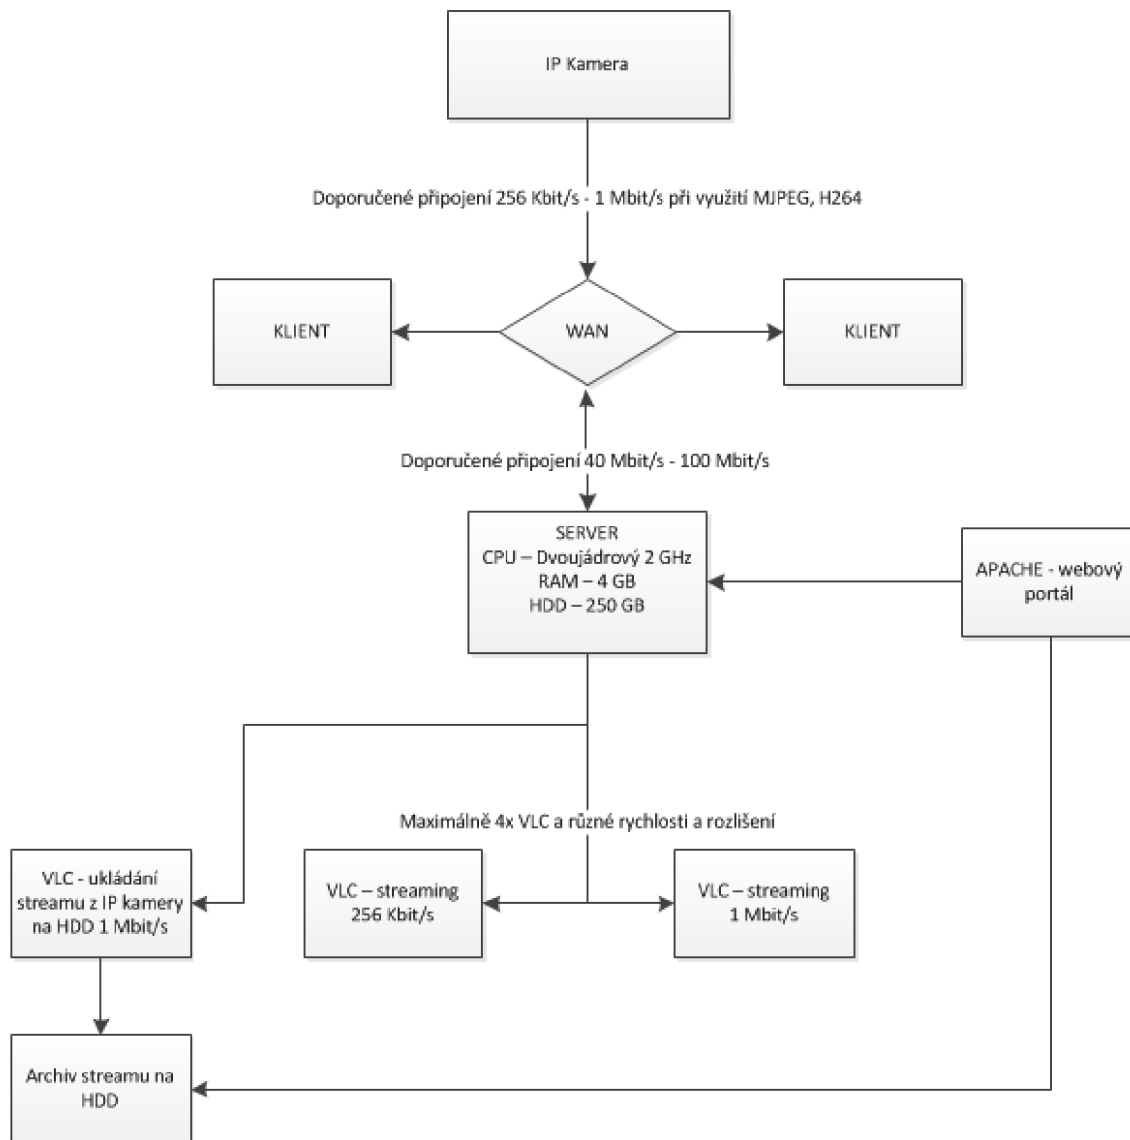 IP Kamera
Doporučené připojení 256 Kbit/s - 1 Mbit/s při využití MJPEG, H264
KLIENT
WAN
KLIENT
Doporučené připojení 40 Mbit/s - 100 Mbit/s
SERVER
CPU – Dvoujádrový 2 GHz
RAM – 4 GB
HDD – 250 GB
APACHE - webový
portál
Maximálně 4x VLC a různé rychlosti a rozlišení
VLC - ukládání
streamu z IP kamery
na HDD 1 Mbit/s
VLC – streaming
256 Kbit/s
VLC – streaming
1 Mbit/s
Archiv streamu na
HDD